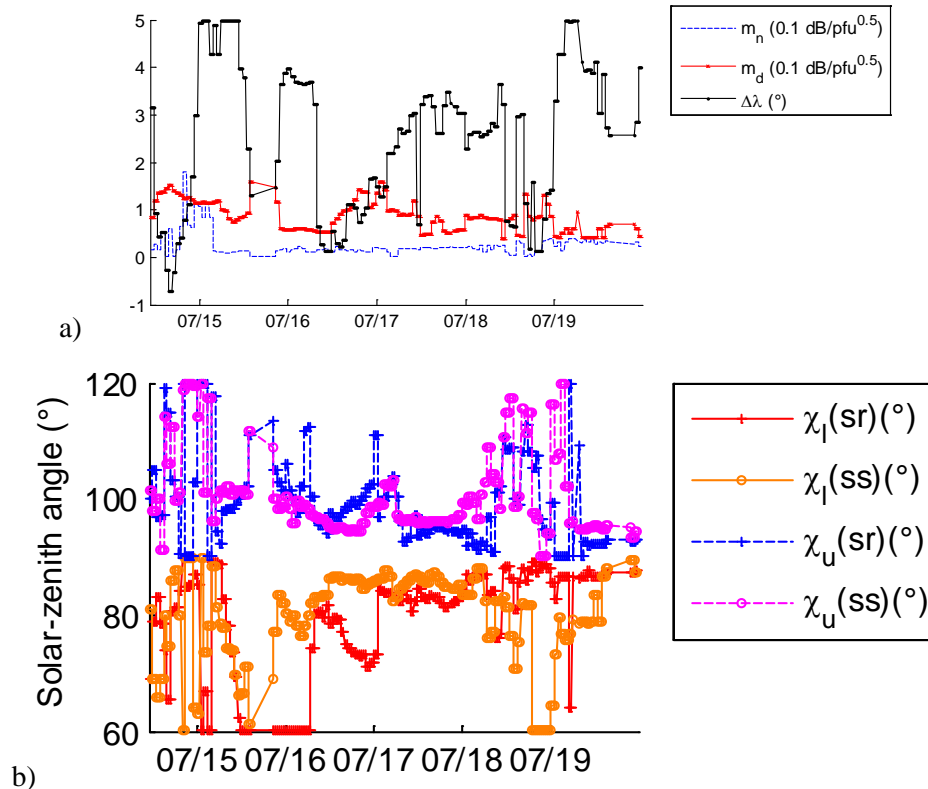 5
4
3
2
1
0
-1
07/15 07/16 07/17 07/18 07/19
m_n (0.1 dB/pfu^0.5)
m_d (0.1 dB/pfu^0.5)
Δλ (°)
a)
Solar-zenith angle (°)
120
100
80
60
07/15 07/16 07/17 07/18 07/19
χ_l(sr)(°)
χ_l(ss)(°)
χ_u(sr)(°)
χ_u(ss)(°)
b)